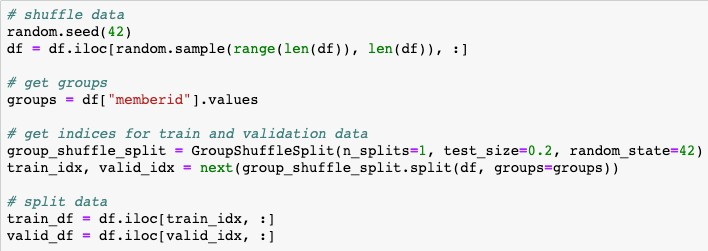 # shuffle data
random.seed(42)
df = df.iloc[random.sample(range(len(df)), len(df)), :]
# get groups
groups = df["memberid"].values
# get indices for train and validation data
group_shuffle_split = GroupShuffleSplit(n_splits=1, test_size=0.2, random_state=42)
train_idx, valid_idx = next(group_shuffle_split.split(df, groups=groups))
# split data
train_df = df.iloc[train_idx, :]
valid_df = df.iloc[valid_idx, :]